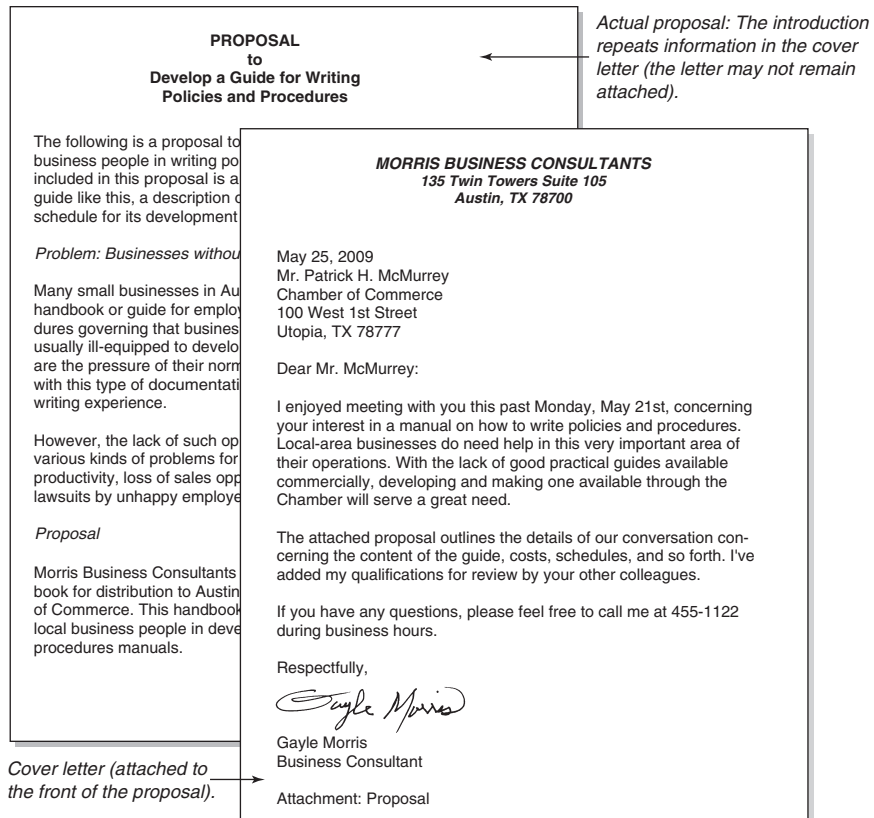 PROPOSAL
to
Develop a Guide for Writing
Policies and Procedures
Actual proposal: The introduction
repeats information in the cover
letter (the letter may not remain
attached).
The following is a proposal to
business people in writing po
included in this proposal is a
guide like this, a description
schedule for its development
Problem: Businesses withou
Many small businesses in Au
handbook or guide for employ
dures governing that busines
usually ill-equipped to develo
are the pressure of their norm
with this type of documentati
writing experience.
However, the lack of such op
various kinds of problems for
productivity, loss of sales opp
lawsuits by unhappy employe
Proposal
Morris Business Consultants
book for distribution to Austin
of Commerce. This handbook
local business people in deve
procedures manuals.
MORRIS BUSINESS CONSULTANTS
135 Twin Towers Suite 105
Austin, TX 78700
May 25, 2009
Mr. Patrick H. McMurrey
Chamber of Commerce
100 West 1st Street
Utopia, TX 78777
Dear Mr. McMurrey:
I enjoyed meeting with you this past Monday, May 21st, concerning
your interest in a manual on how to write policies and procedures.
Local-area businesses do need help in this very important area of
their operations. With the lack of good practical guides available
commercially, developing and making one available through the
Chamber will serve a great need.
The attached proposal outlines the details of our conversation con-
cerning the content of the guide, costs, schedules, and so forth. I've
added my qualifications for review by your other colleagues.
If you have any questions, please feel free to call me at 455-1122
during business hours.
Respectfully,
Gayle Morris
Gayle Morris
Business Consultant
Attachment: Proposal
Cover letter (attached to
the front of the proposal).